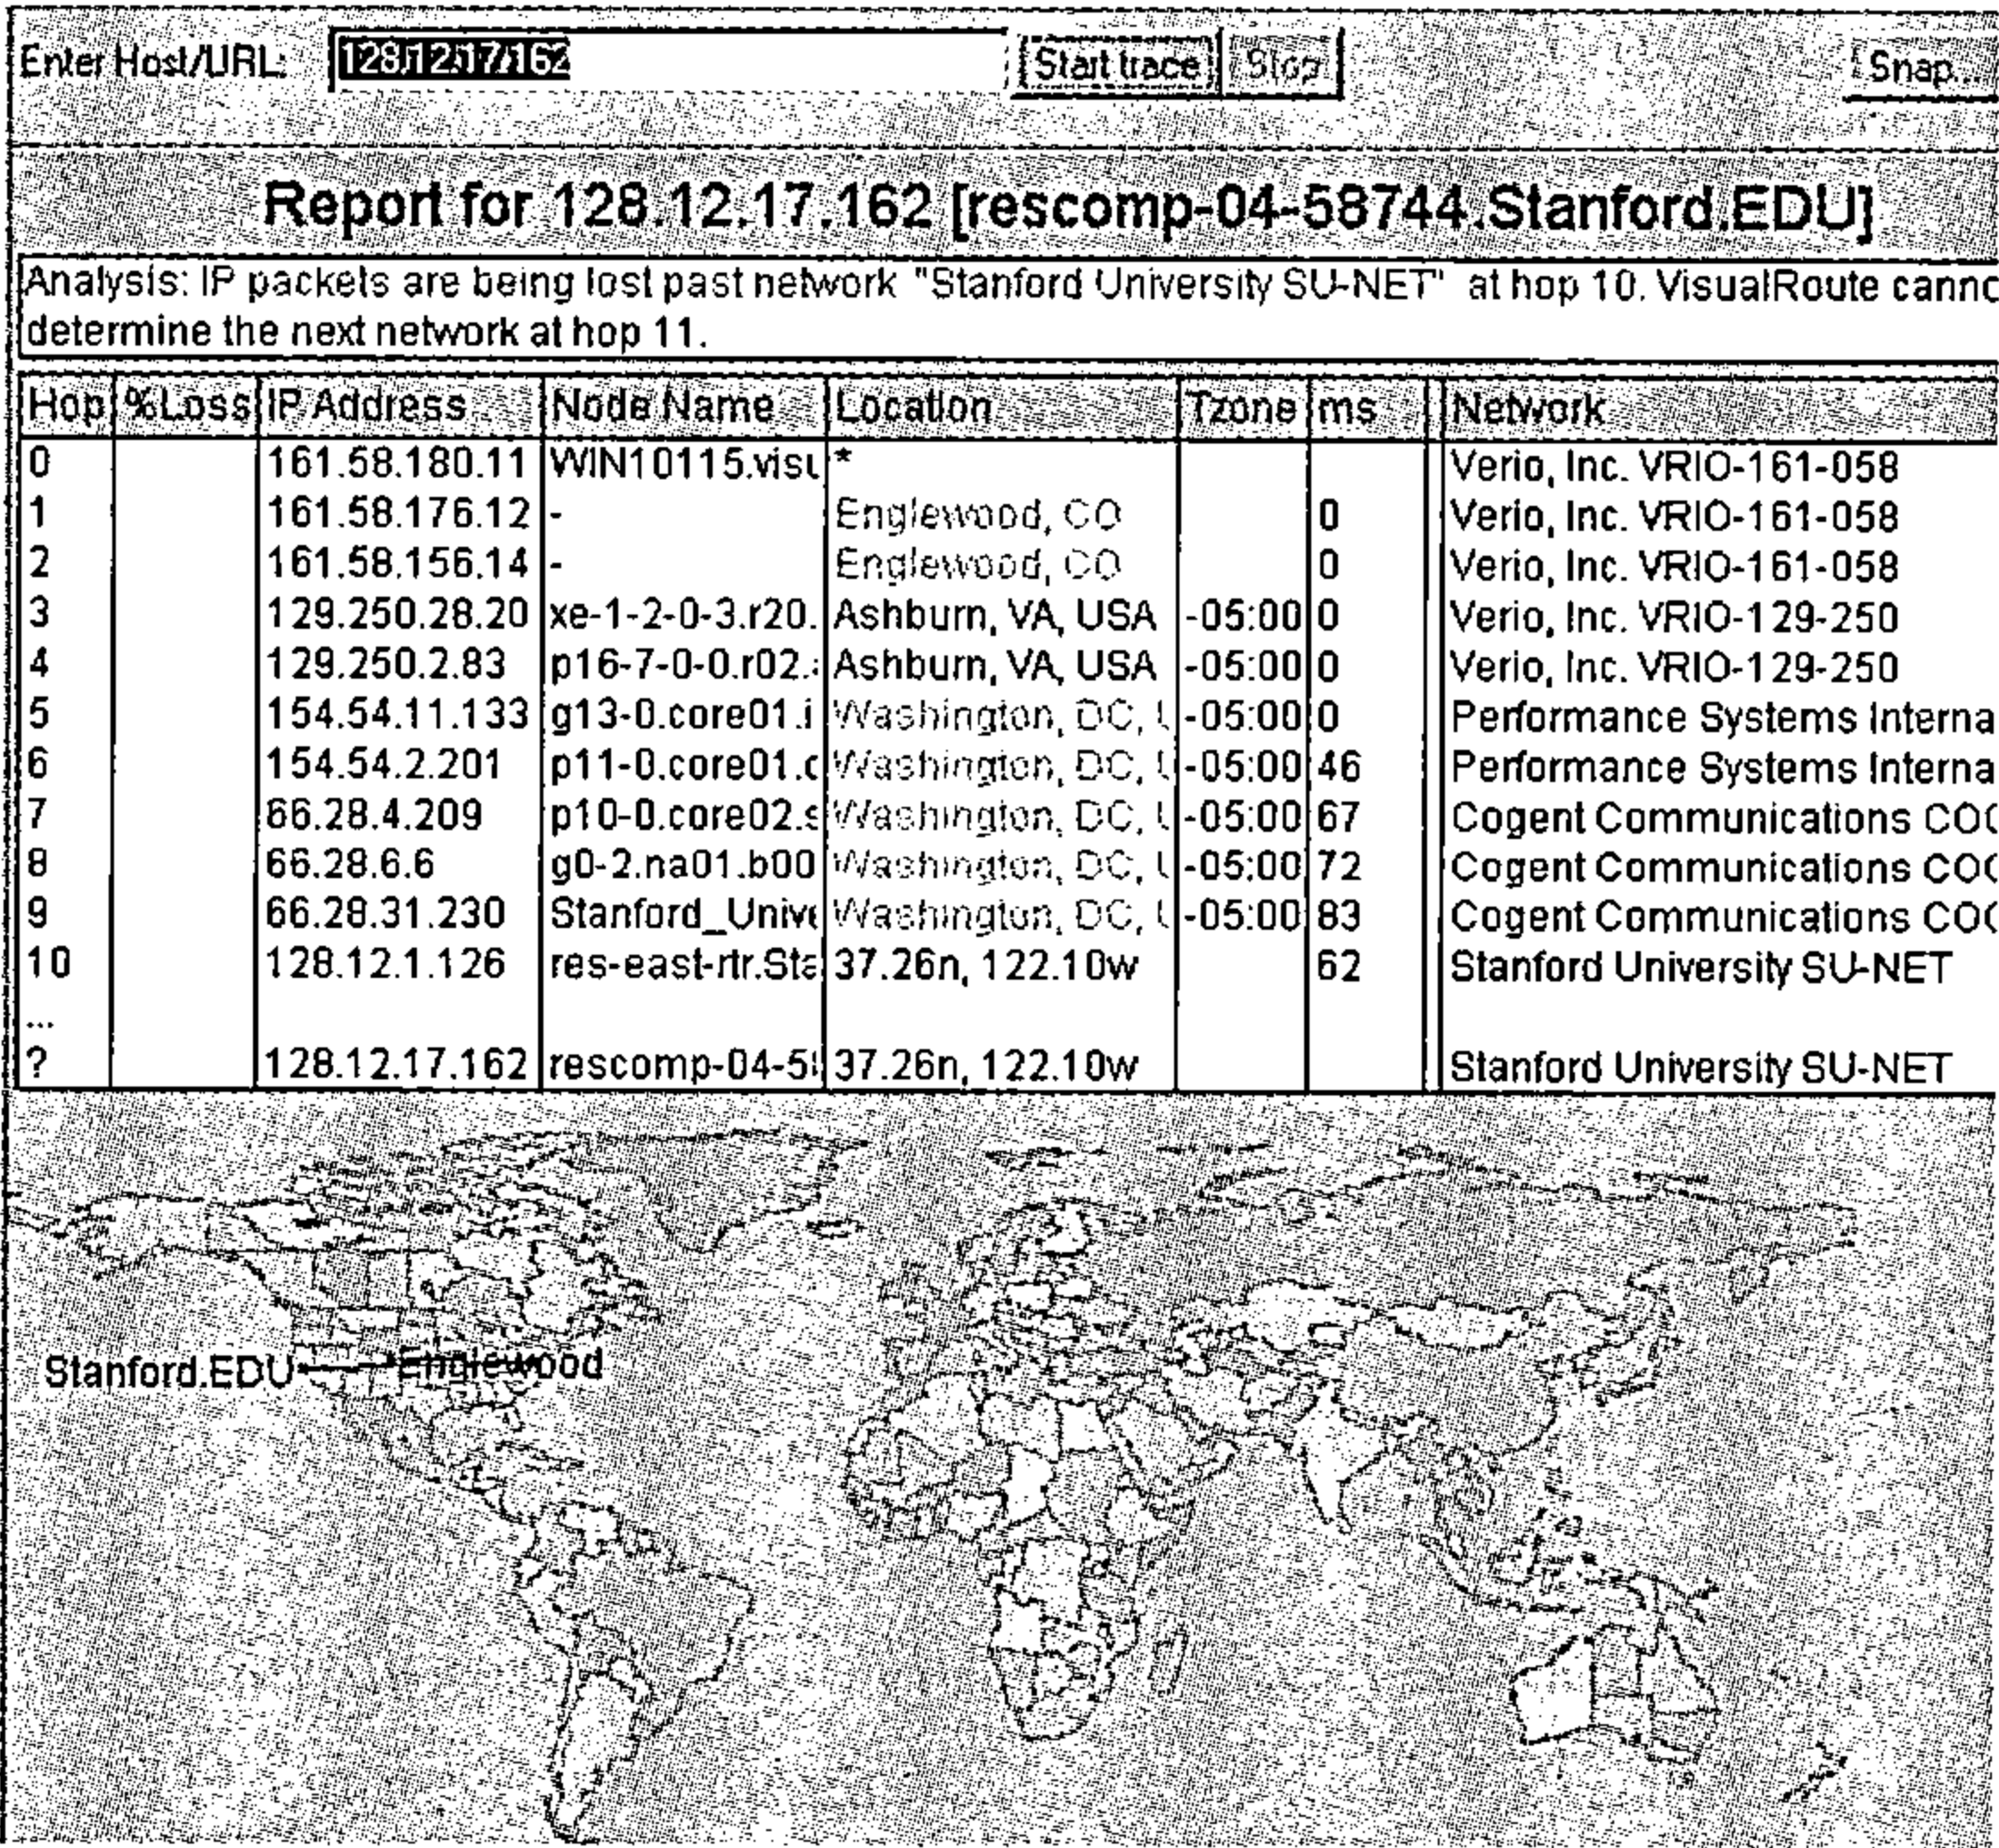 Enter Host/URL: 128.12.17.162 Start trace Stop Snap...
Report for 128.12.17.162 [rescomp-04-58744.Stanford.EDU]
Analysis: IP packets are being lost past network "Stanford University SU-NET" at hop 10. VisualRoute canno
determine the next network at hop 11.
Hop %Loss IP Address Node Name Location Tzone ms Network
0 161.58.180.11 WIN10115.visu * Verio, Inc. VRIO-161-058
1 161.58.176.12 - Englewood, CO 0 Verio, Inc. VRIO-161-058
2 161.58.156.14 - Englewood, CO 0 Verio, Inc. VRIO-161-058
3 129.250.28.20 xe-1-2-0-3.r20. Ashburn, VA, USA -05:00 0 Verio, Inc. VRIO-129-250
4 129.250.2.83 p16-7-0-0.r02. Ashburn, VA, USA -05:00 0 Verio, Inc. VRIO-129-250
5 154.54.11.133 g13-0.core01.i Washington, DC, U -05:00 0 Performance Systems Interna
6 154.54.2.201 p11-0.core01.c Washington, DC, U -05:00 46 Performance Systems Interna
7 66.28.4.209 p10-0.core02.s Washington, DC, U -05:00 67 Cogent Communications COG
8 66.28.6.6 g0-2.na01.b00 Washington, DC, U -05:00 72 Cogent Communications COG
9 66.28.31.230 Stanford_Unive Washington, DC, U -05:00 83 Cogent Communications COG
10 128.12.1.126 res-east-rtr.Sta 37.26n, 122.10w 62 Stanford University SU-NET
...
? 128.12.17.162 rescomp-04-58 37.26n, 122.10w Stanford University SU-NET
Stanford.EDU Englewood